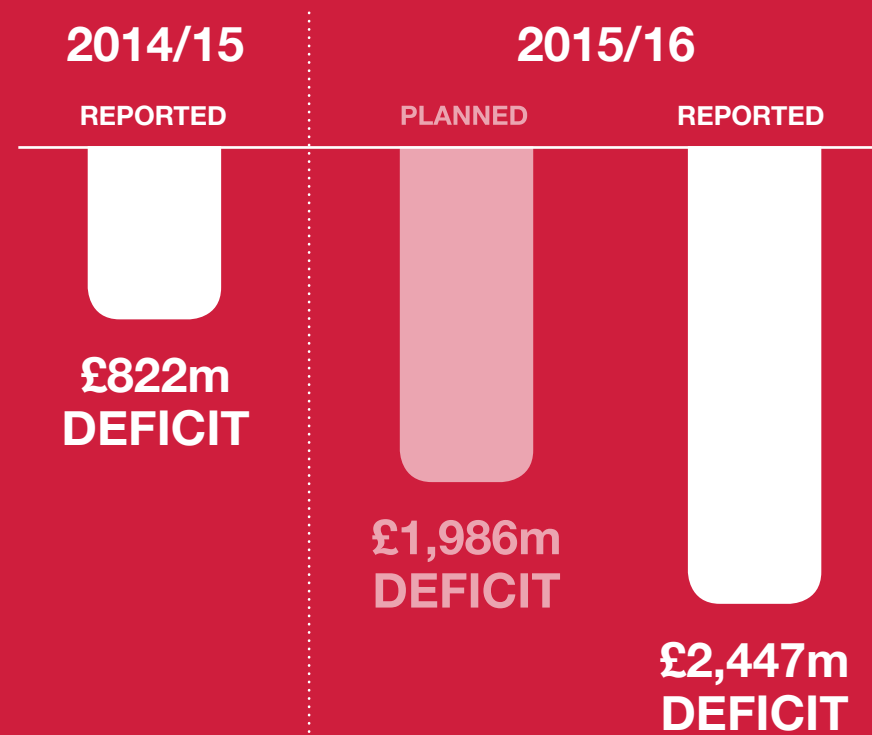 2014/15
2015/16
REPORTED
PLANNED
REPORTED
£822m
DEFICIT
£1,986m
DEFICIT
£2,447m
DEFICIT